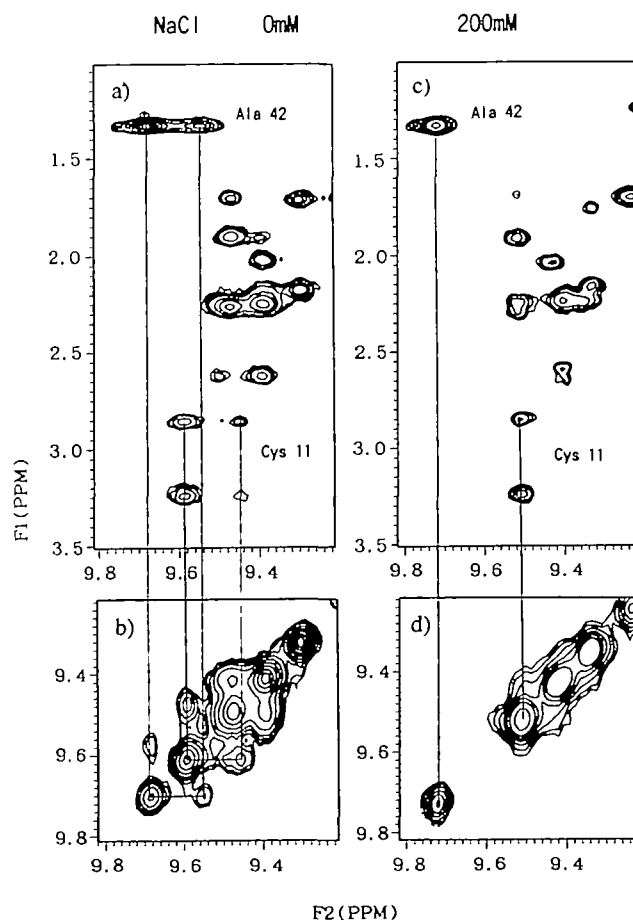 NaCl 0mM 200mM
a) Ala 42
c) Ala 42
1.5 1.5
2.0 2.0
2.5 2.5
3.0 3.0
Cys 11 Cys 11
3.5 3.5
F1(PPM)
9.8 9.6 9.4 9.8 9.6 9.4
b) d)
9.4 9.4
9.6 9.6
9.8 9.8
9.8 9.6 9.4 9.8 9.6 9.4
F2(PPM)